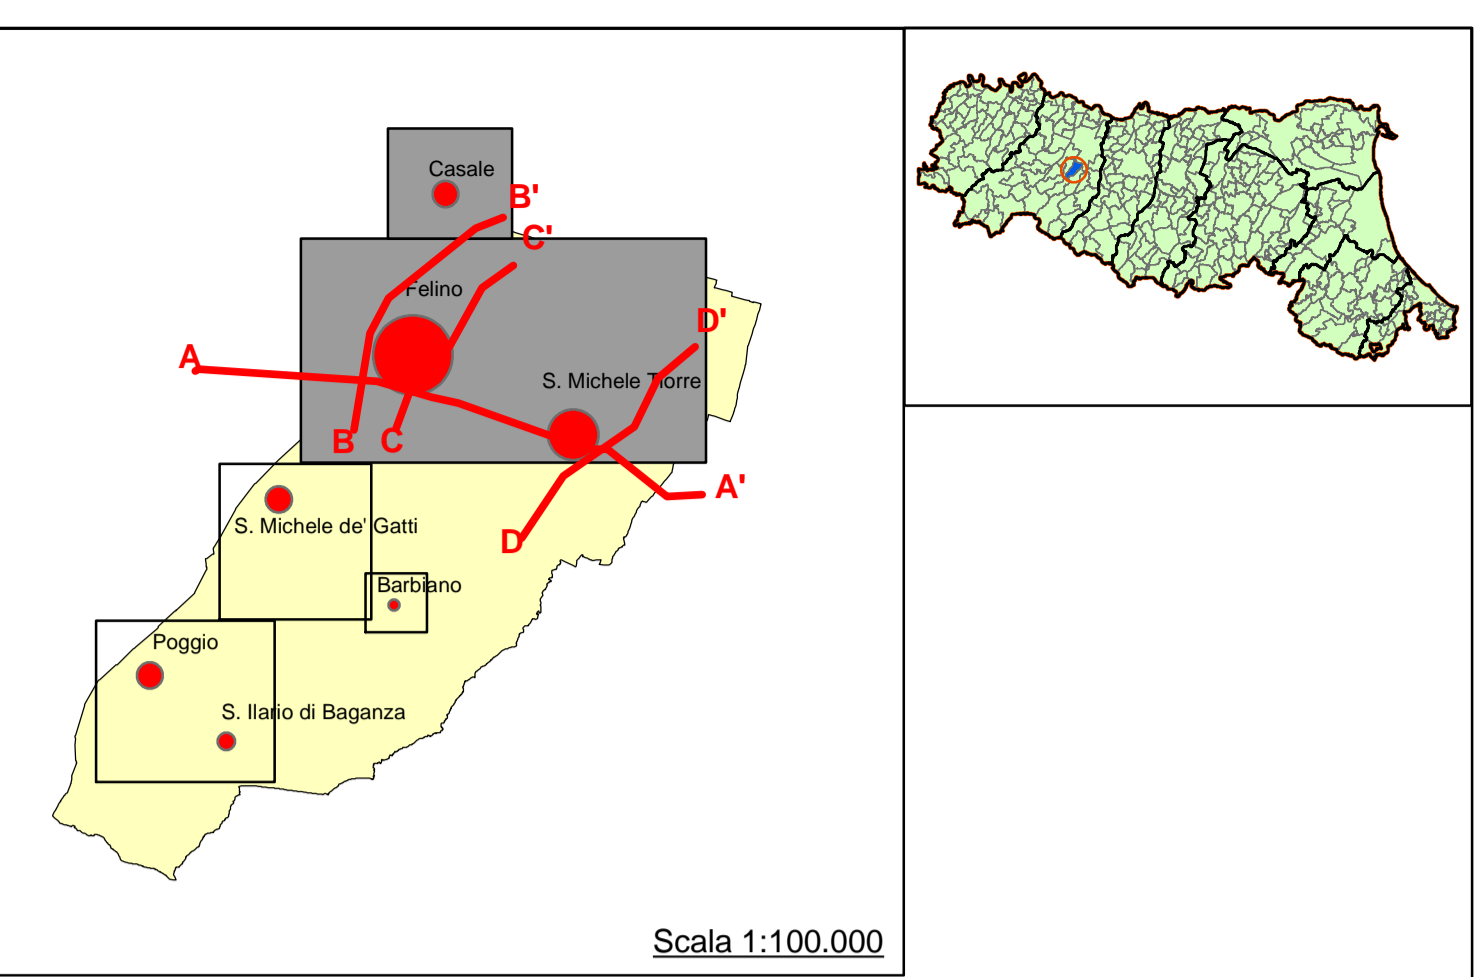 Casale
B'
C'
Felino
D'
A
S. Michele Tiorre
B
C
A'
S. Michele de' Gatti
D
Barbiano
Poggio
S. Ilario di Baganza
Scala 1:100.000